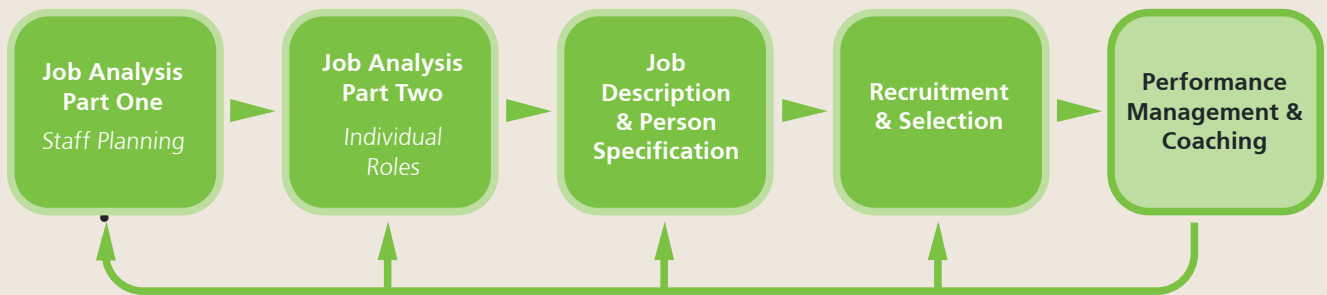 Job Analysis
Part One
Staff Planning
Job Analysis
Part Two
Individual
Roles
Job
Description
& Person
Specification
Recruitment
& Selection
Performance
Management &
Coaching